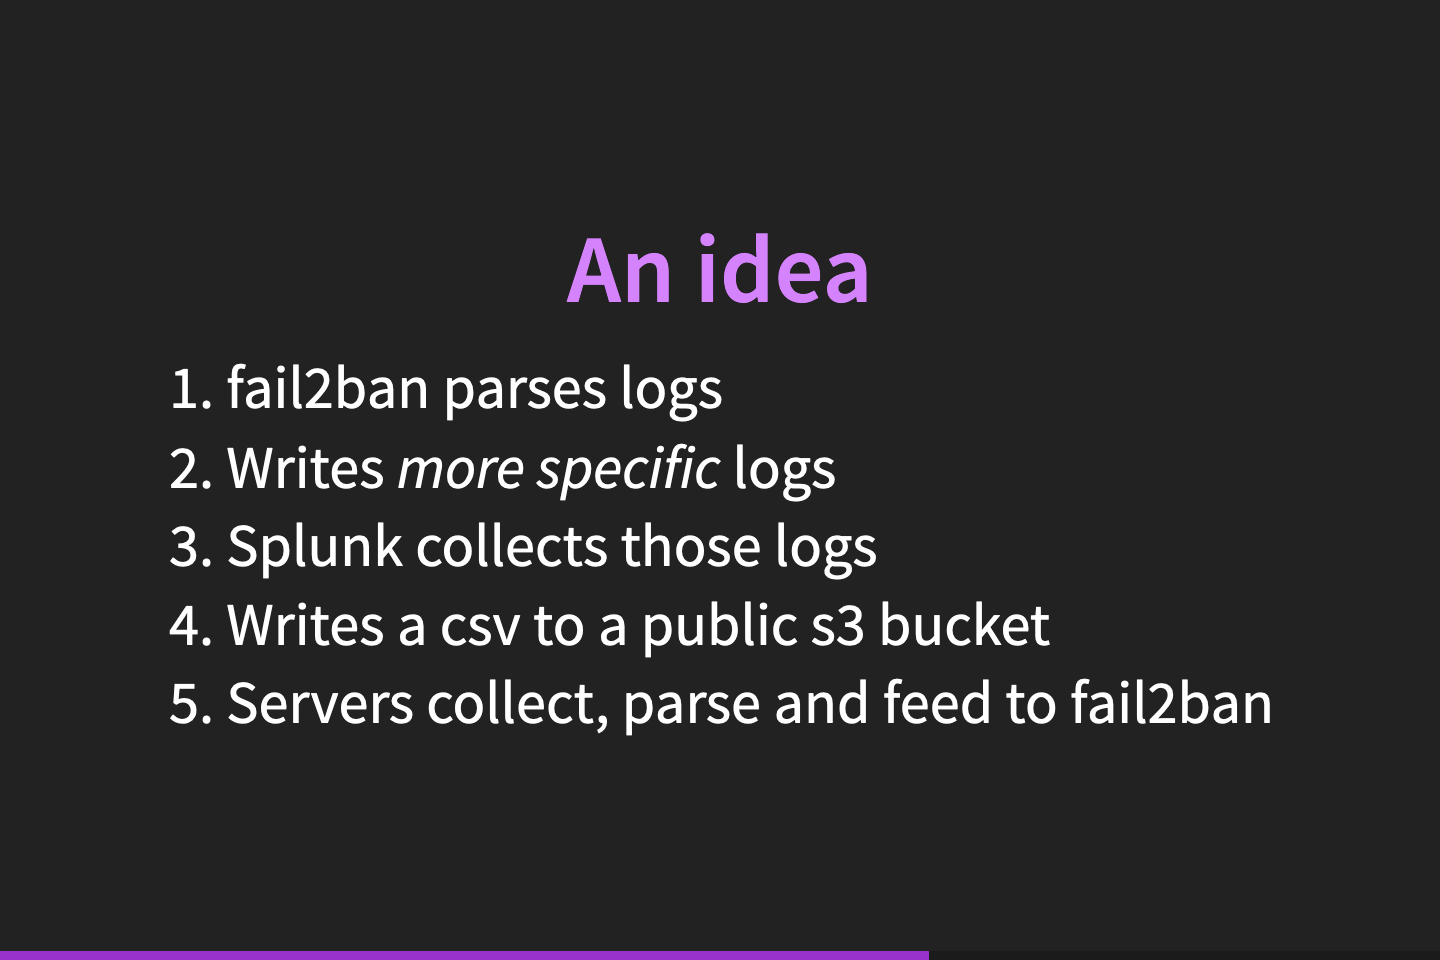 An idea
1. fail2ban parses logs
2. Writes more specific logs
3. Splunk collects those logs
4. Writes a csv to a public s3 bucket
5. Servers collect, parse and feed to fail2ban